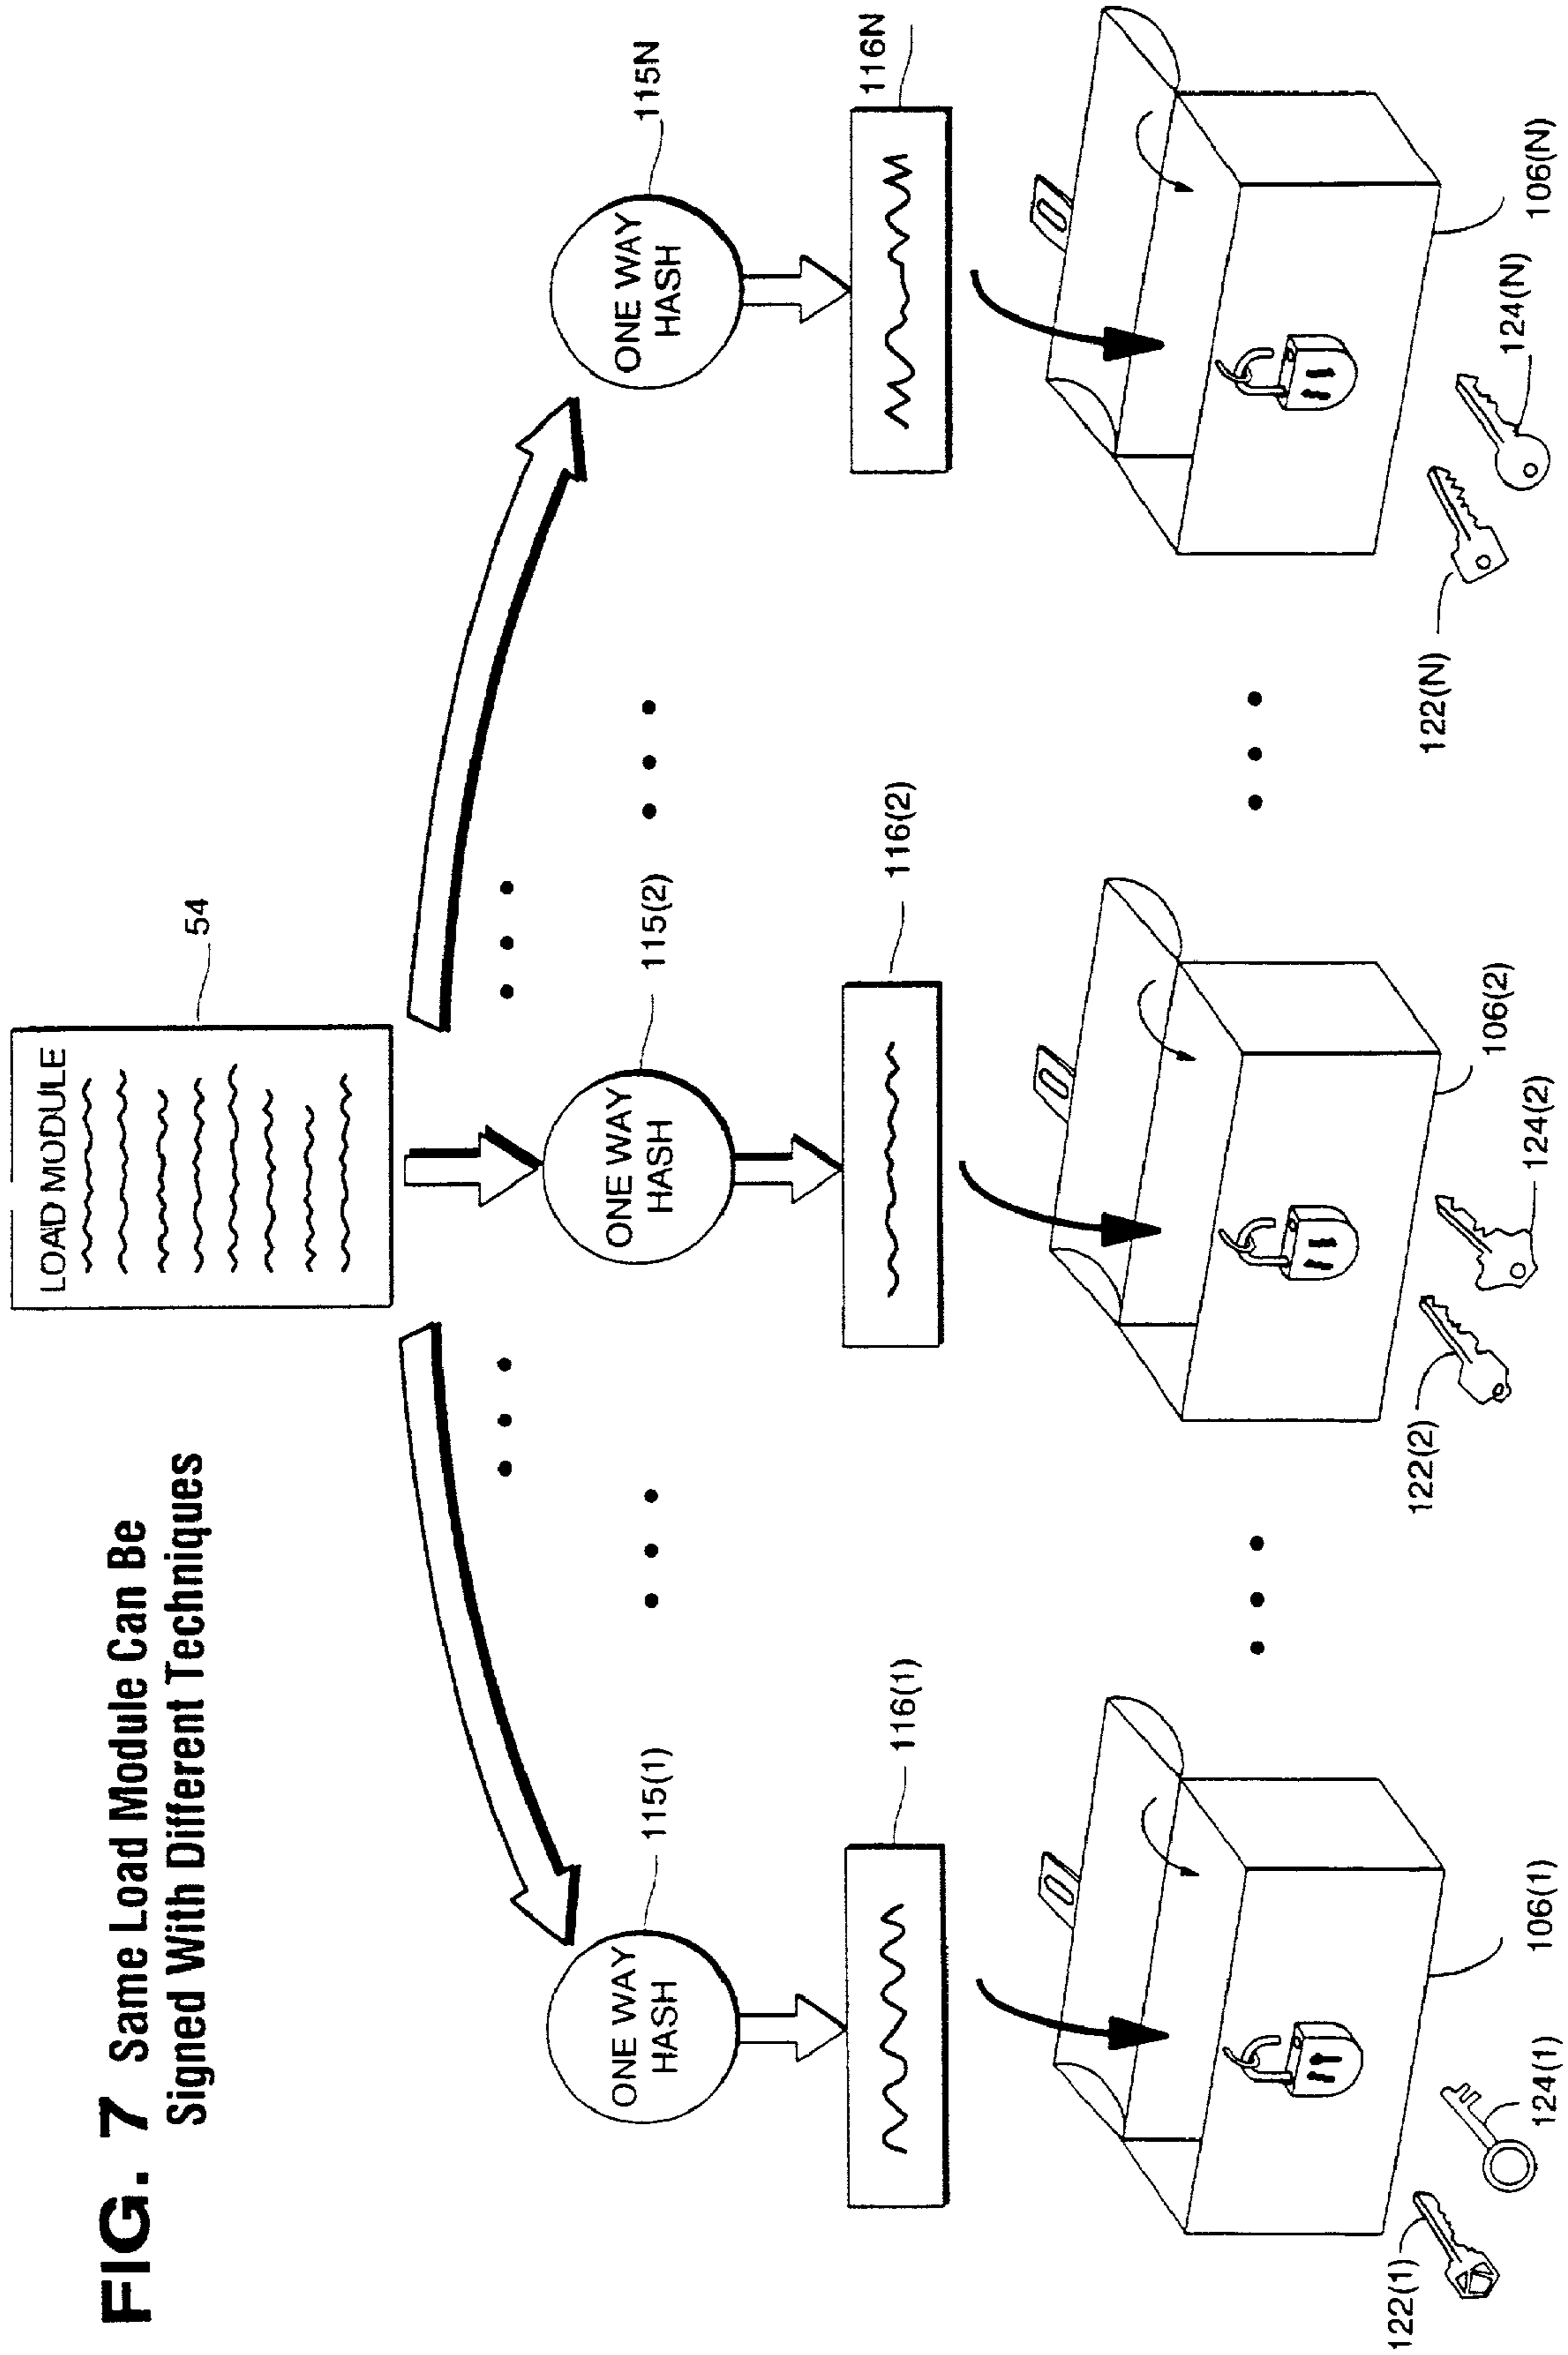 FIG. 7 Same Load Module Can Be
Signed With Different Techniques
LOAD MODULE
54
ONE WAY
HASH
115(1)
ONE WAY
HASH
115(2)
ONE WAY
HASH
115N
116(1)
116(2)
116N
106(1)
106(2)
106(N)
122(1)
124(1)
122(2)
124(2)
122(N)
124(N)